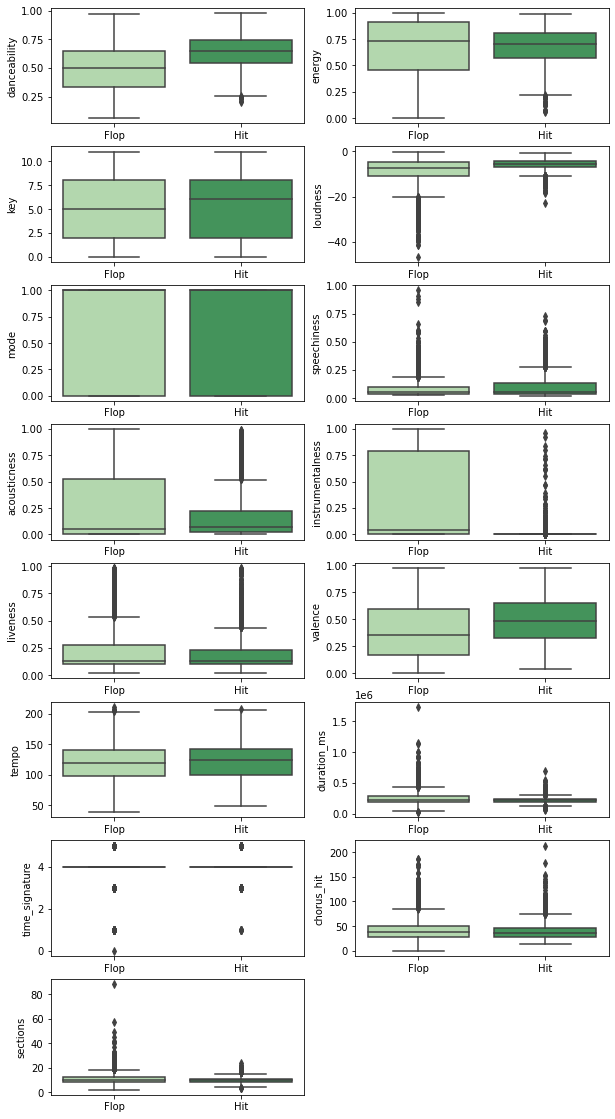 1.00
0.75
0.50
0.25
danceability
Flop Hit
1.00
0.75
0.50
0.25
0.00
energy
Flop Hit
10.0
7.5
5.0
2.5
0.0
key
Flop Hit
0
−20
−40
loudness
Flop Hit
1.00
0.75
0.50
0.25
0.00
mode
Flop Hit
1.00
0.75
0.50
0.25
0.00
speechiness
Flop Hit
1.00
0.75
0.50
0.25
0.00
acousticness
Flop Hit
1.00
0.75
0.50
0.25
0.00
instrumentalness
Flop Hit
1.00
0.75
0.50
0.25
0.00
liveness
Flop Hit
1.00
0.75
0.50
0.25
0.00
valence
Flop Hit
200
150
100
50
tempo
Flop Hit
1e6
1.5
1.0
0.5
0.0
duration_ms
Flop Hit
4
2
0
time_signature
Flop Hit
200
150
100
50
0
chorus_hit
Flop Hit
80
60
40
20
0
sections
Flop Hit